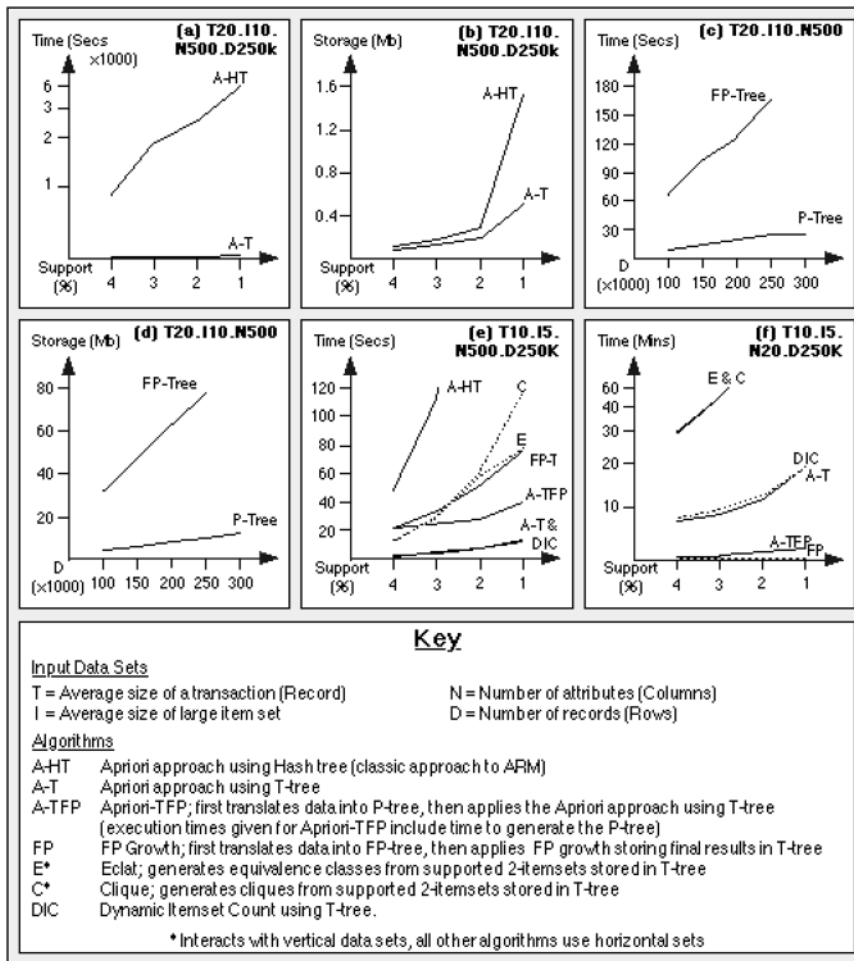 (a) T20.I10.
N500.D250k
Time (Secs
×1000)
6
3
2
1
A-HT
A-T
Support
(%)
4 3 2 1
(b) T20.I10.
N500.D250k
Storage (Mb)
1.6
1.2
0.8
0.4
A-HT
A-T
Support
(%)
4 3 2 1
(c) T20.I10.N500
Time (Secs)
180
150
120
90
60
30
FP-Tree
P-Tree
D
(×1000)
100 150 200 250 300
(d) T20.I10.N500
Storage (Mb)
80
60
40
20
FP-Tree
P-Tree
D
(×1000)
100 150 200 250 300
(e) T10.I5.
N500.D250K
Time (Secs)
120
100
80
60
40
20
A-HT
C
E
FP-T
A-TFP
A-T &
DIC
Support
(%)
4 3 2 1
(f) T10.I5.
N20.D250K
Time (Mins)
60
40
30
20
10
E & C
DIC
A-T
A-TFP
FP
Support
(%)
4 3 2 1
Key
Input Data Sets
T = Average size of a transaction (Record)
N = Number of attributes (Columns)
I = Average size of large item set
D = Number of records (Rows)
Algorithms
A-HT Apriori approach using Hash tree (classic approach to ARM)
A-T Apriori approach using T-tree
A-TFP Apriori-TFP; first translates data into P-tree, then applies the Apriori approach using T-tree
(execution times given for Apriori-TFP include time to generate the P-tree)
FP FP Growth; first translates data into FP-tree, then applies FP growth storing final results in T-tree
E* Eclat; generates equivalence classes from supported 2-itemsets stored in T-tree
C* Clique; generates cliques from supported 2-itemsets stored in T-tree
DIC Dynamic Itemset Count using T-tree.
* Interacts with vertical data sets, all other algorithms use horizontal sets